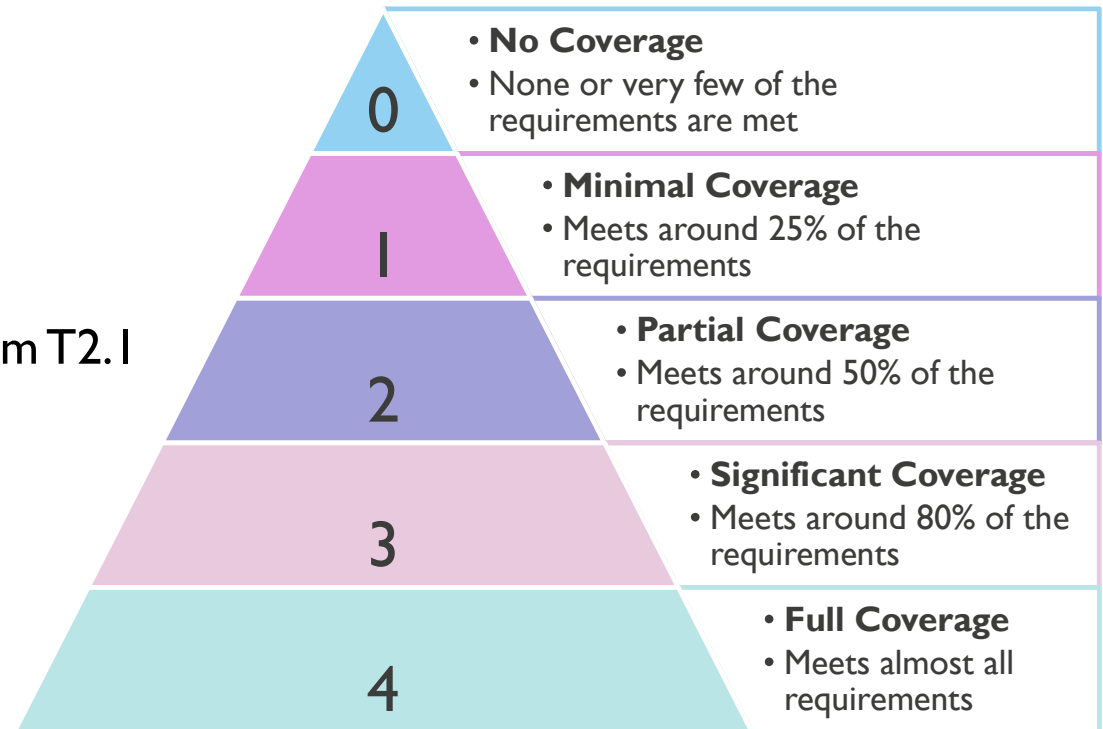 0
• No Coverage
• None or very few of the
requirements are met
1
• Minimal Coverage
• Meets around 25% of the
requirements
m T2.1
2
• Partial Coverage
• Meets around 50% of the
requirements
3
• Significant Coverage
• Meets around 80% of the
requirements
4
• Full Coverage
• Meets almost all
requirements